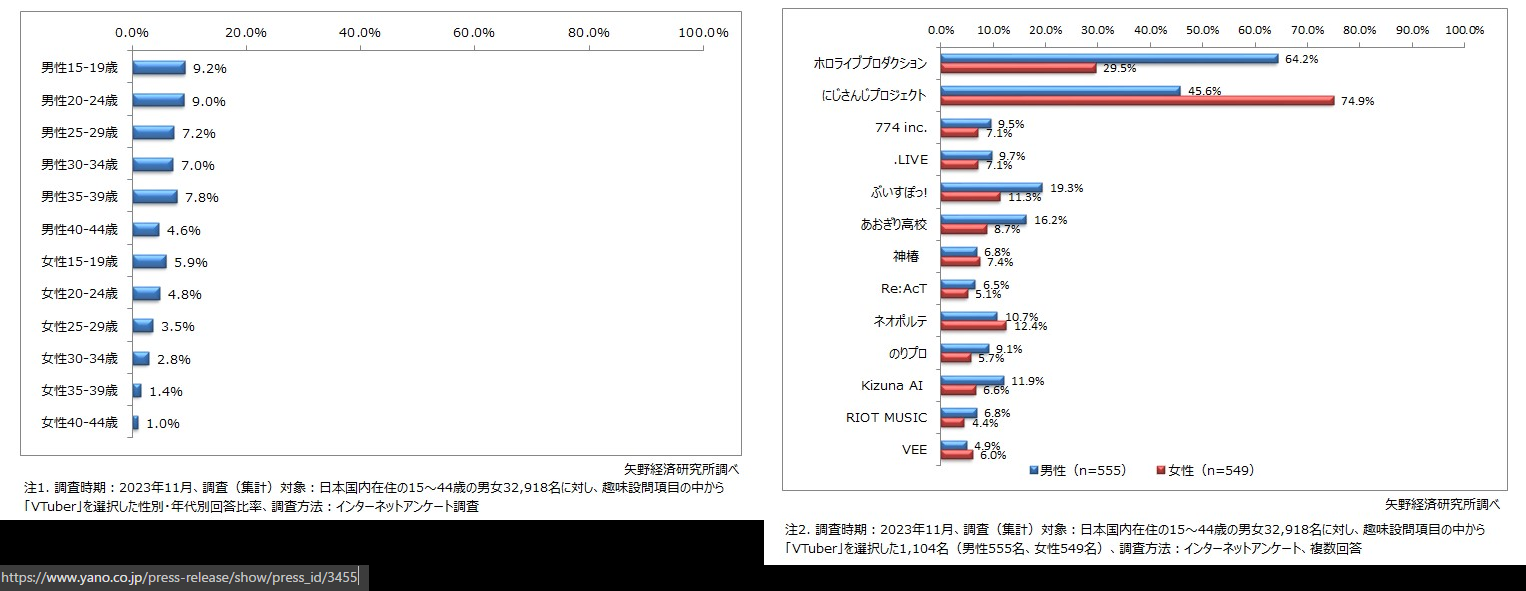 0.0% 20.0% 40.0% 60.0% 80.0% 100.0%
男性15-19歳 9.2%
男性20-24歳 9.0%
男性25-29歳 7.2%
男性30-34歳 7.0%
男性35-39歳 7.8%
男性40-44歳 4.6%
女性15-19歳 5.9%
女性20-24歳 4.8%
女性25-29歳 3.5%
女性30-34歳 2.8%
女性35-39歳 1.4%
女性40-44歳 1.0%
矢野経済研究所調べ
注1. 調査時期：2023年11月、調査（集計）対象：日本国内在住の15～44歳の男女32,918名に対し、趣味設問項目の中から
「VTuber」を選択した性別・年代別回答比率、調査方法：インターネットアンケート調査
https://www.yano.co.jp/press-release/show/press_id/3455
0.0% 10.0% 20.0% 30.0% 40.0% 50.0% 60.0% 70.0% 80.0% 90.0% 100.0%
ホロライブプロダクション 64.2% 29.5%
にじさんじプロジェクト 45.6% 74.9%
774 inc. 9.5% 7.1%
.LIVE 9.7% 7.1%
ぶいすぽっ! 19.3% 11.3%
あおぎり高校 16.2% 8.7%
神椿 6.8% 7.4%
Re:AcT 6.5% 5.1%
ネオポルテ 10.7% 12.4%
のりプロ 9.1% 5.7%
Kizuna AI 11.9% 6.6%
RIOT MUSIC 6.8% 4.4%
VEE 4.9% 6.0%
男性（n=555） 女性（n=549）
矢野経済研究所調べ
注2. 調査時期：2023年11月、調査（集計）対象：日本国内在住の15～44歳の男女32,918名に対し、趣味設問項目の中から
「VTuber」を選択した1,104名（男性555名、女性549名）、調査方法：インターネットアンケート、複数回答